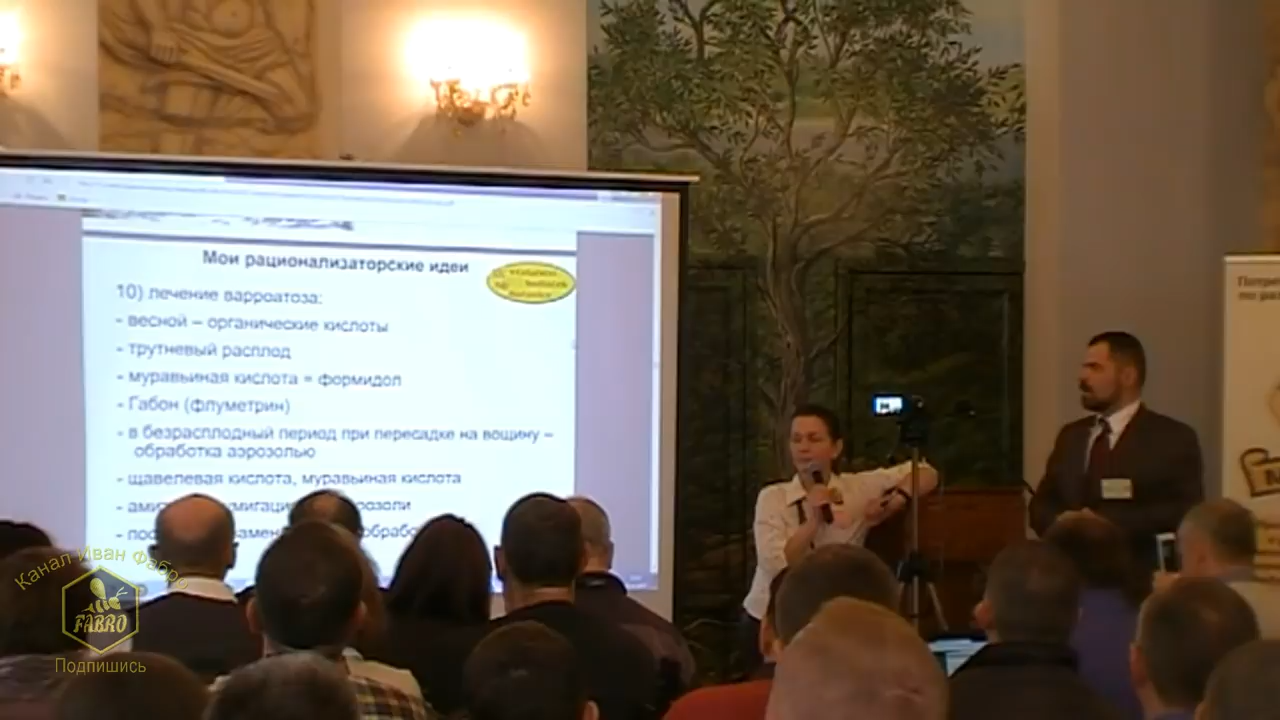 Мои рационализаторские идеи
10) лечение варроатоза:
- весной – органические кислоты
- трутневый расплод
- муравьиная кислота = формидол
- Габон (флуметрин)
- в безрасплодный период при пересадке на вощину –
обработка аэрозолью
- щавелевая кислота, муравьиная кислота
Канал Иван Фабро
FABRO
Подпишись